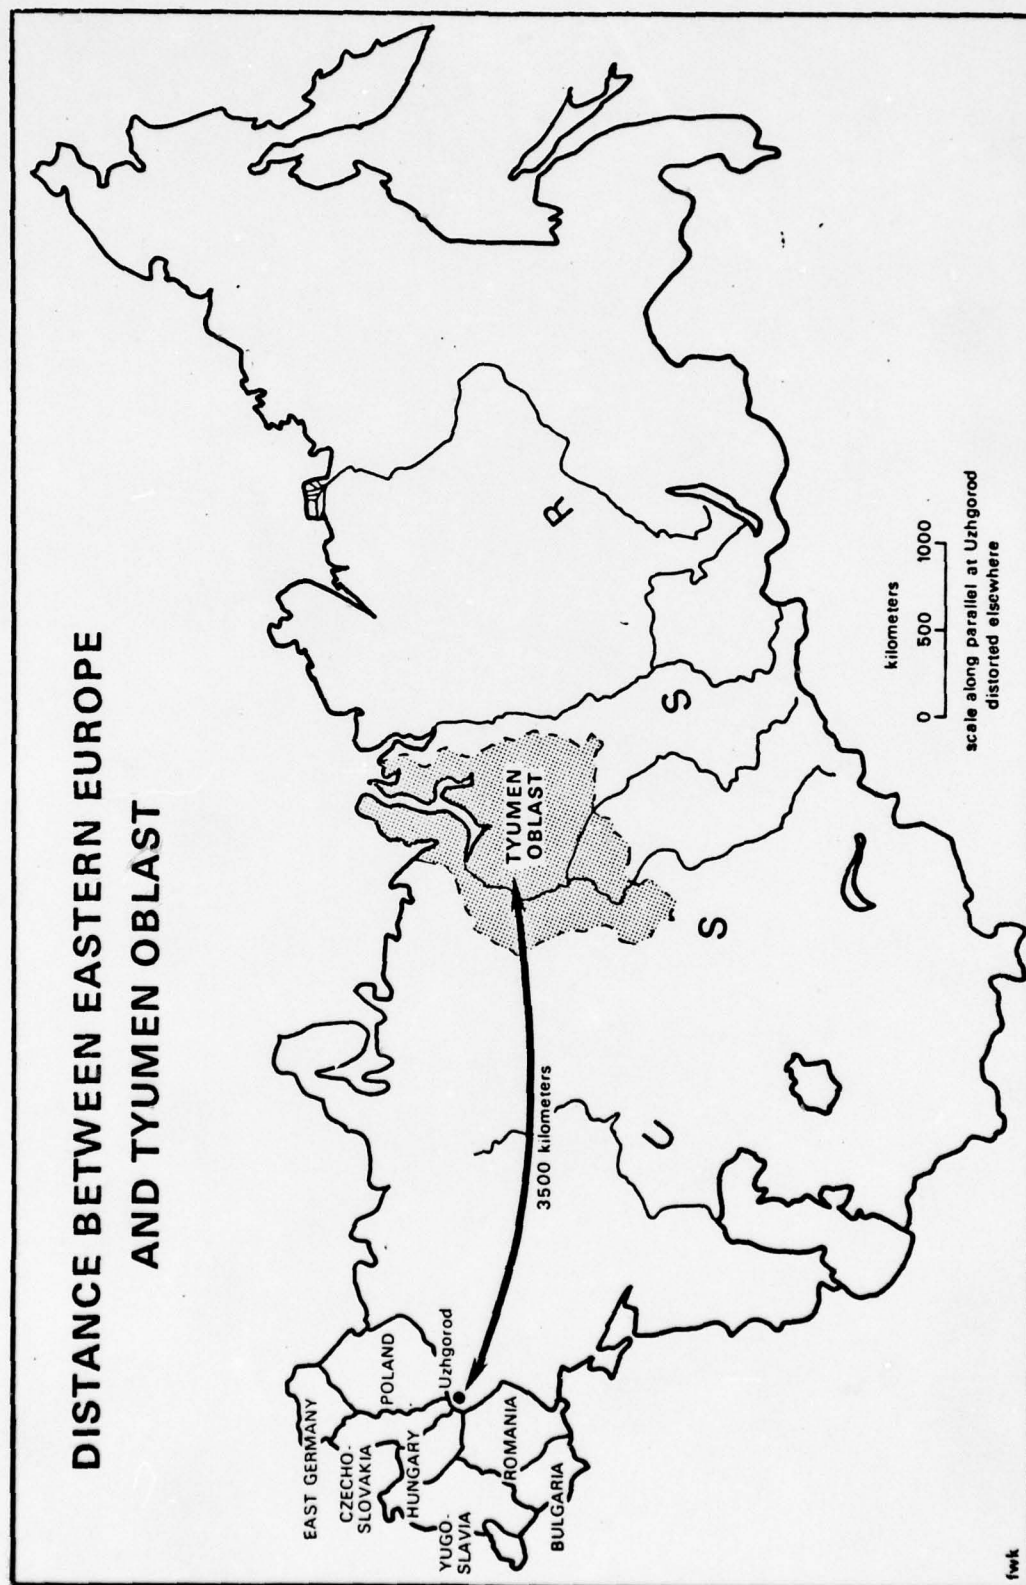 DISTANCE BETWEEN EASTERN EUROPE
AND TYUMEN OBLAST
EAST GERMANY
POLAND
CZECHO-
SLOVAKIA
HUNGARY
Uzhgorod
YUGO-
SLAVIA
ROMANIA
BULGARIA
3500 kilometers
TYUMEN
OBLAST
U
S
S
R
kilometers
0 500 1000
scale along parallel at Uzhgorod
distorted elsewhere
fwk